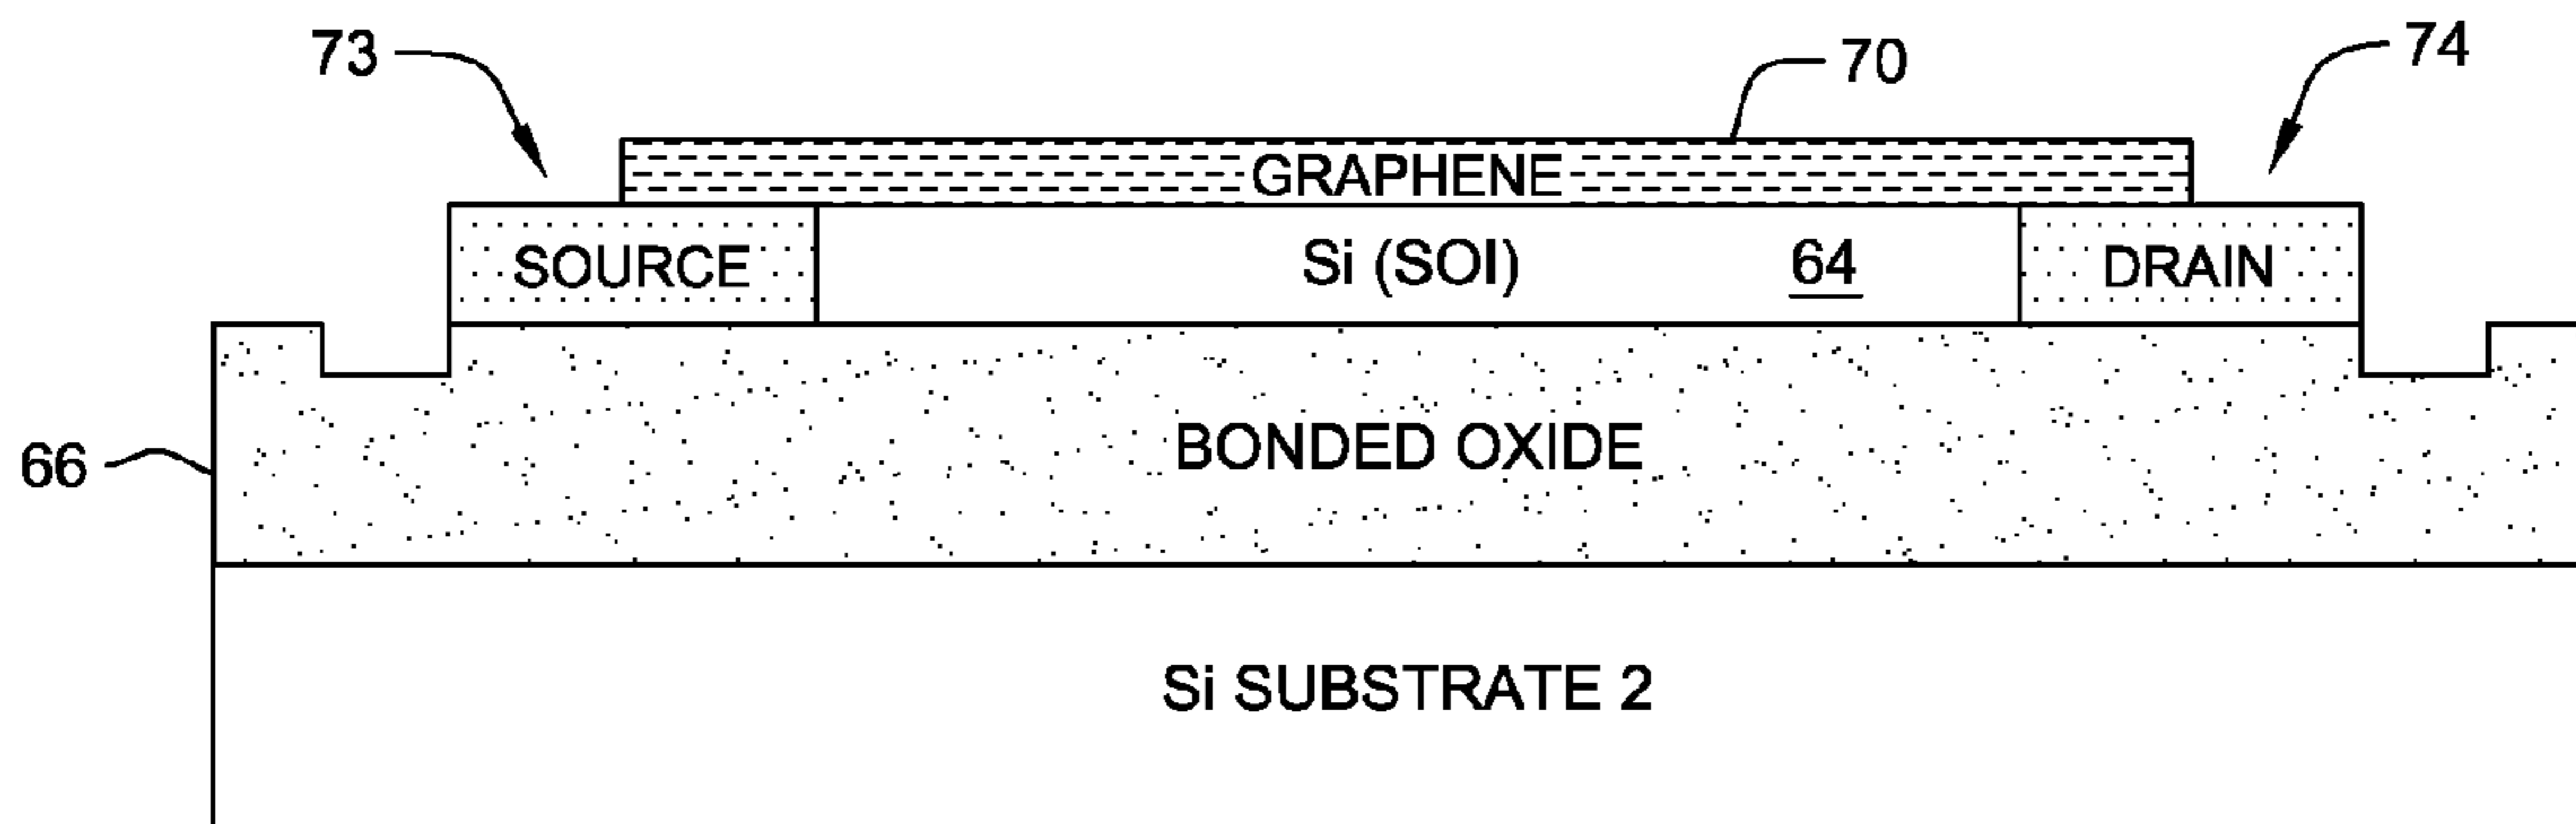 73
70
74
GRAPHENE
SOURCE
Si (SOI)
64
DRAIN
66
BONDED OXIDE
Si SUBSTRATE 2